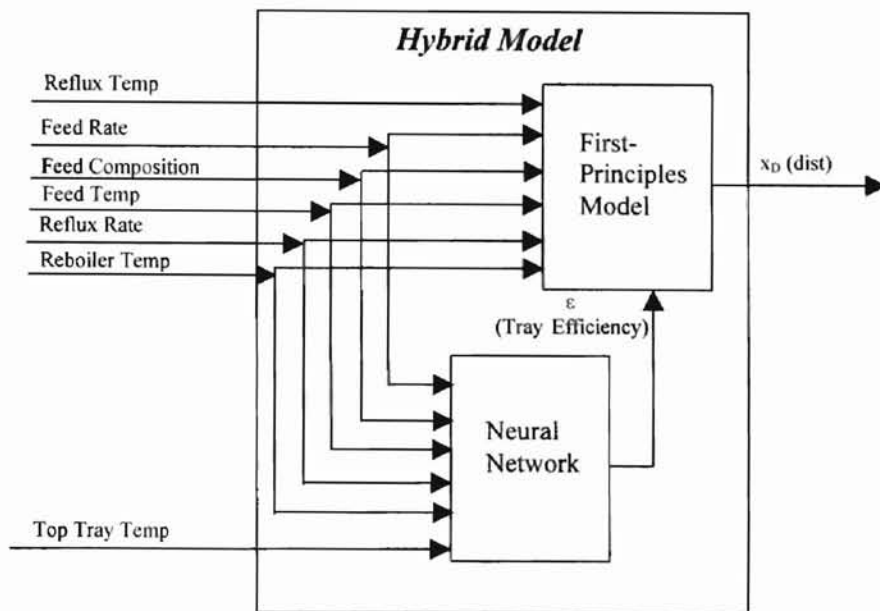 Hybrid Model
Reflux Temp
Feed Rate
Feed Composition
Feed Temp
Reflux Rate
Reboiler Temp
First-
Principles
Model
x_D (dist)
ε
(Tray Efficiency)
Neural
Network
Top Tray Temp